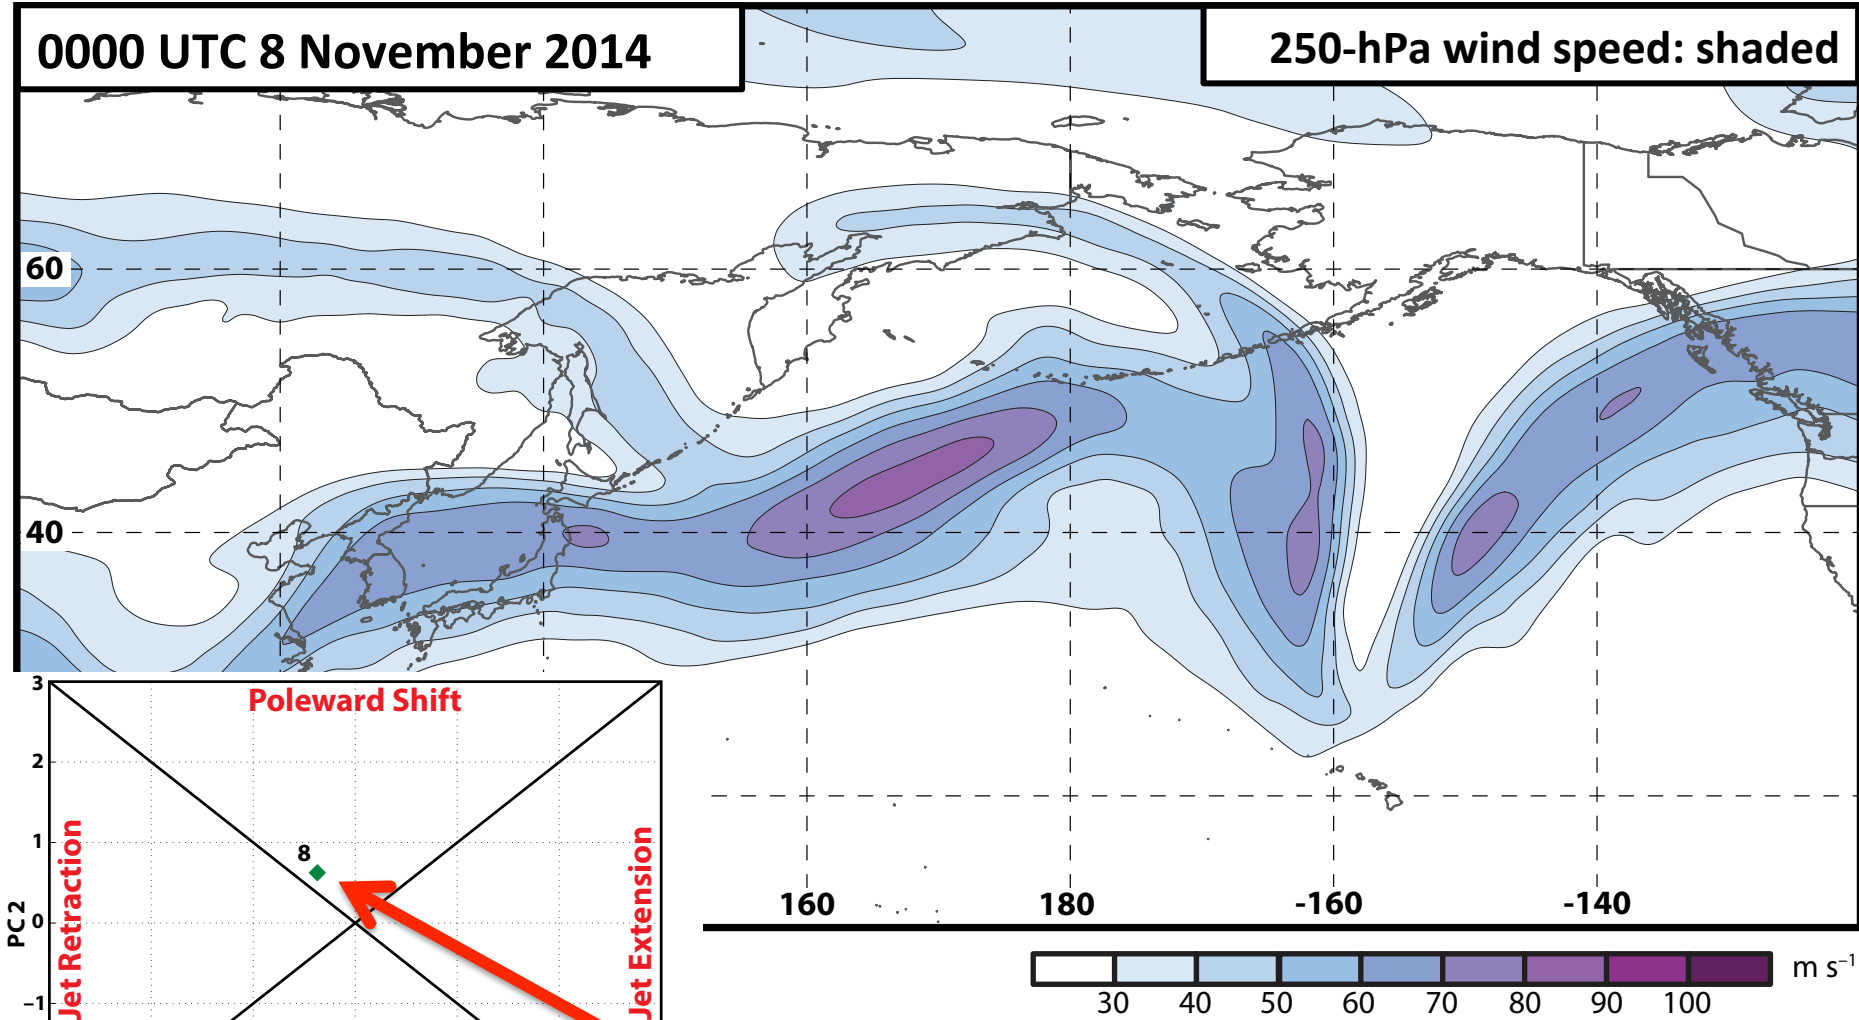 0000 UTC 8 November 2014
250-hPa wind speed: shaded
60
40
160
180
-160
-140
30
40
50
60
70
80
90
100
m s⁻¹
Poleward Shift
3
2
1
0
−1
PC 2
Jet Retraction
Jet Extension
8